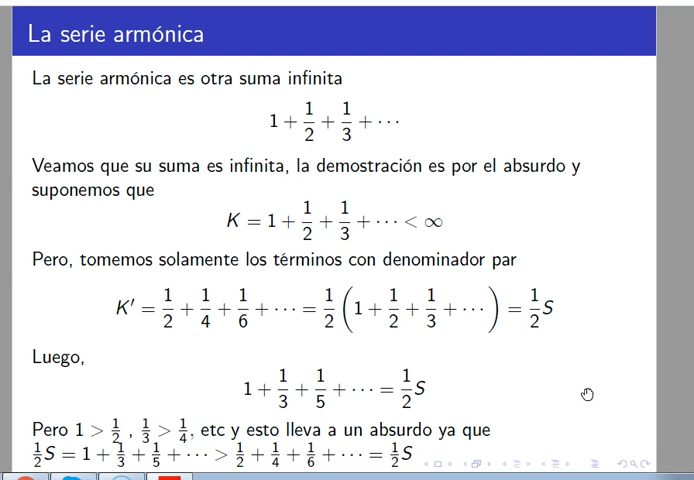 La serie armónica
La serie armónica es otra suma infinita
1 + 1/2 + 1/3 + ⋯
Veamos que su suma es infinita, la demostración es por el absurdo y
suponemos que
K = 1 + 1/2 + 1/3 + ⋯ < ∞
Pero, tomemos solamente los términos con denominador par
K′ = 1/2 + 1/4 + 1/6 + ⋯ = 1/2 (1 + 1/2 + 1/3 + ⋯) = 1/2 S
Luego,
1 + 1/3 + 1/5 + ⋯ = 1/2 S
Pero 1 > 1/2 , 1/3 > 1/4, etc y esto lleva a un absurdo ya que
1/2 S = 1 + 1/3 + 1/5 + ⋯ > 1/2 + 1/4 + 1/6 + ⋯ = 1/2 S